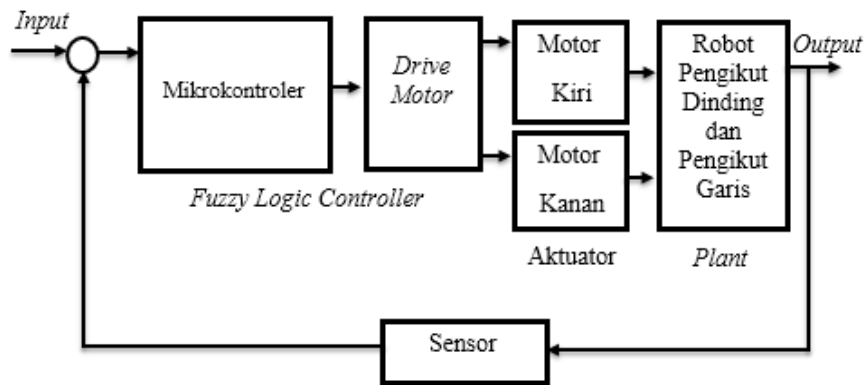 Input
Mikrokontroler
Drive
Motor
Fuzzy Logic Controller
Motor
Kiri
Motor
Kanan
Aktuator
Robot
Pengikut
Dinding
dan
Pengikut
Garis
Plant
Output
Sensor